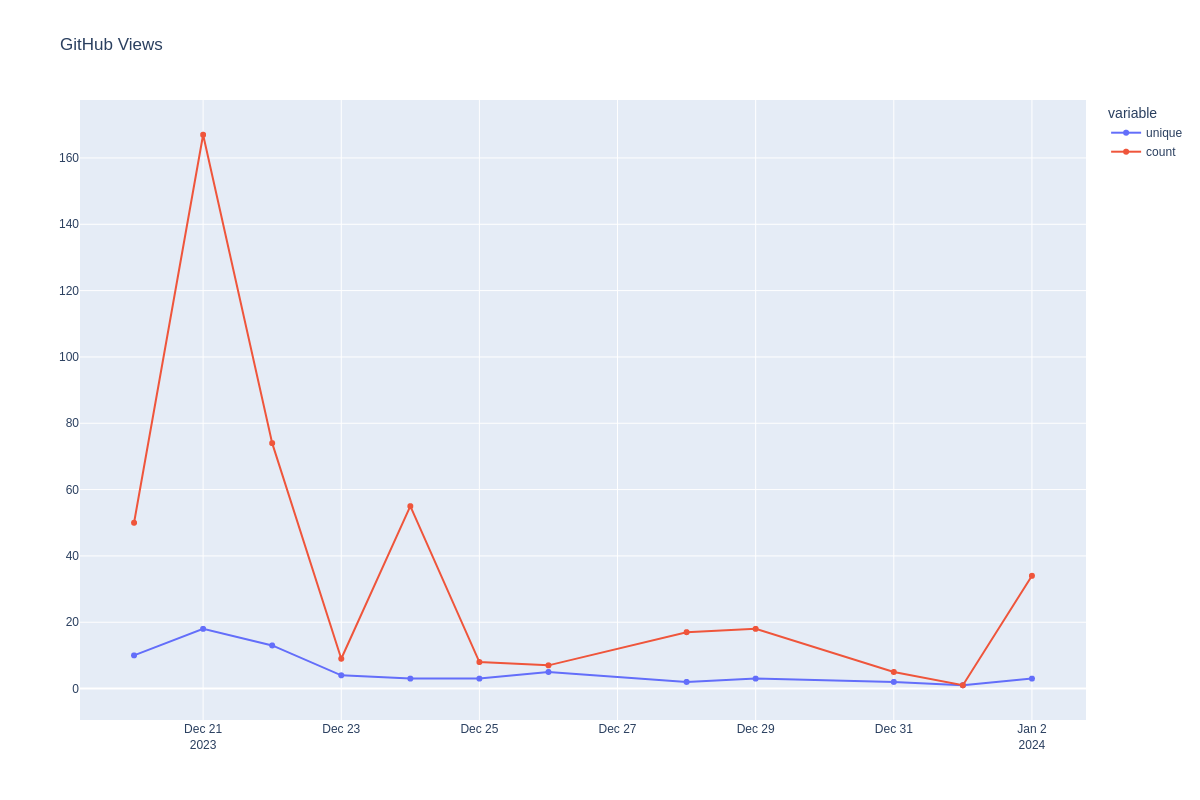 GitHub Views
variable
unique
count
160
140
120
100
80
60
40
20
0
Dec 21
2023
Dec 23
Dec 25
Dec 27
Dec 29
Dec 31
Jan 2
2024